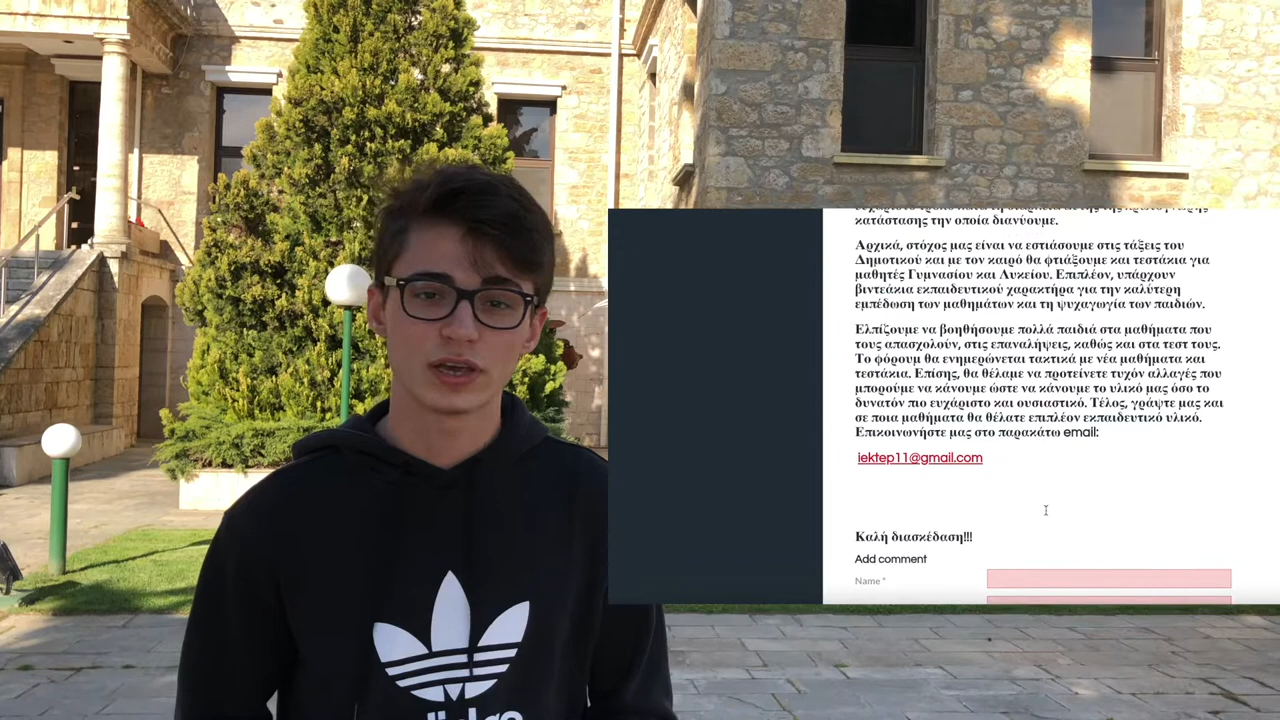 κατάστασης την οποία διανύουμε.
Αρχικά, στόχος μας είναι να εστιάσουμε στις τάξεις του
Δημοτικού και με τον καιρό θα φτιάξουμε και τεστάκια για
μαθητές Γυμνασίου και Λυκείου. Επιπλέον, υπάρχουν
βιντεάκια εκπαιδευτικού χαρακτήρα για την καλύτερη
εμπέδωση των μαθημάτων και τη ψυχαγωγία των παιδιών.
Ελπίζουμε να βοηθήσουμε πολλά παιδιά στα μαθήματα που
τους απασχολούν, στις επαναλήψεις, καθώς και στα τεστ τους.
Το φόρουμ θα ενημερώνεται τακτικά με νέα μαθήματα και
τεστάκια. Επίσης, θα θέλαμε να προτείνετε τυχόν αλλαγές που
μπορούμε να κάνουμε ώστε να κάνουμε το υλικό μας όσο το
δυνατόν πιο ευχάριστο και ουσιαστικό. Τέλος, γράψτε μας και
σε ποια μαθήματα θα θέλατε επιπλέον εκπαιδευτικό υλικό.
Επικοινωνήστε μας στο παρακάτω email:
iektep11@gmail.com
Καλή διασκέδαση!!!
Add comment
Name *